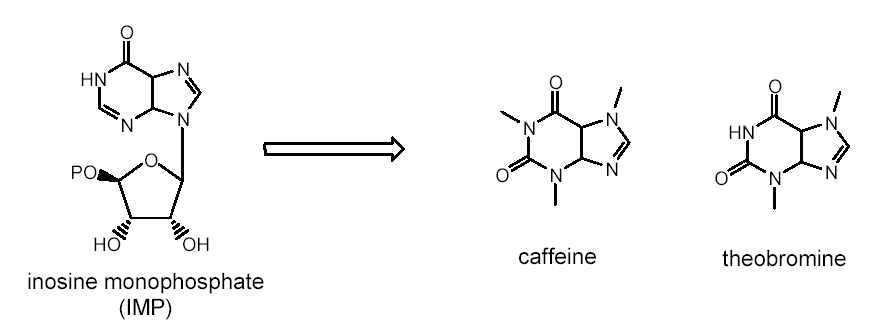 O
HN
N
N
N
O
PO
HO
OH
inosine monophosphate
(IMP)
O
N
N
O
N
N
caffeine
O
HN
N
O
N
N
theobromine